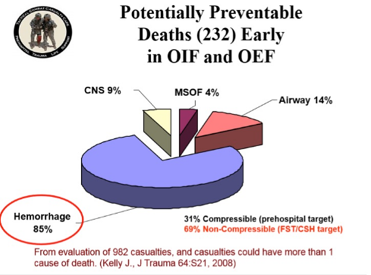 Potentially Preventable
Deaths (232) Early
in OIF and OEF
CNS 9%
MSOF 4%
Airway 14%
Hemorrhage
85%
31% Compressible (prehospital target)
69% Non-Compressible (FST/CSH target)
From evaluation of 982 casualties, and casualties could have more than 1
cause of death. (Kelly J., J Trauma 64:S21, 2008)